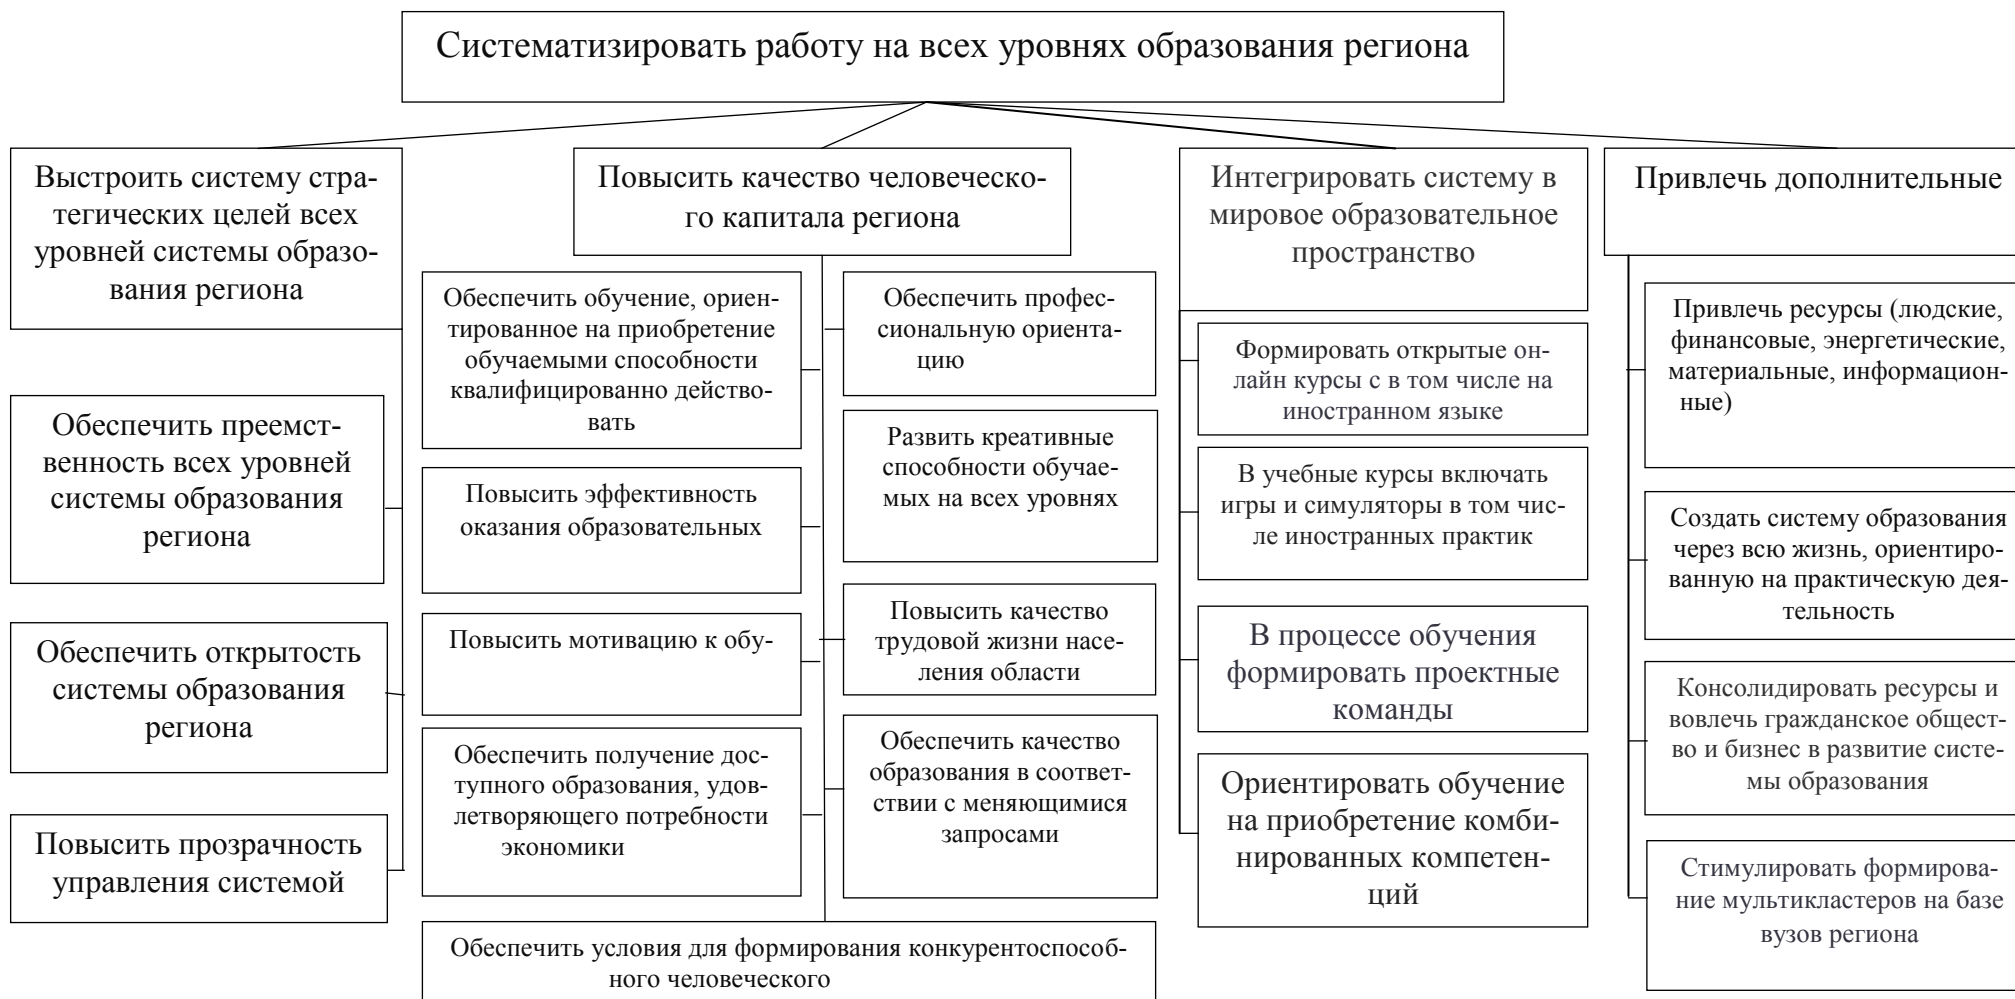 Систематизировать работу на всех уровнях образования региона
Выстроить систему стра-
тегических целей всех
уровней системы образо-
вания региона
Обеспечить преемст-
венность всех уровней
системы образования
региона
Обеспечить открытость
системы образования
региона
Повысить прозрачность
управления системой
Повысить качество человеческо-
го капитала региона
Обеспечить обучение, ориен-
тированное на приобретение
обучаемыми способности
квалифицированно действо-
вать
Повысить эффективность
оказания образовательных
Повысить мотивацию к обу-
Обеспечить получение дос-
тупного образования, удов-
летворяющего потребности
экономики
Обеспечить профес-
сиональную ориента-
цию
Развить креативные
способности обучае-
мых на всех уровнях
Повысить качество
трудовой жизни насе-
ления области
Обеспечить качество
образования в соответ-
ствии с меняющимися
запросами
Обеспечить условия для формирования конкурентоспособ-
ного человеческого
Интегрировать систему в
мировое образовательное
пространство
Формировать открытые он-
лайн курсы с в том числе на
иностранном языке
В учебные курсы включать
игры и симуляторы в том чис-
ле иностранных практик
В процессе обучения
формировать проектные
команды
Ориентировать обучение
на приобретение комби-
нированных компетен-
ций
Привлечь дополнительные
Привлечь ресурсы (людские,
финансовые, энергетические,
материальные, информацион-
ные)
Создать систему образования
через всю жизнь, ориентиро-
ванную на практическую дея-
тельность
Консолидировать ресурсы и
вовлечь гражданское общест-
во и бизнес в развитие систе-
мы образования
Стимулировать формирова-
ние мультикластеров на базе
вузов региона